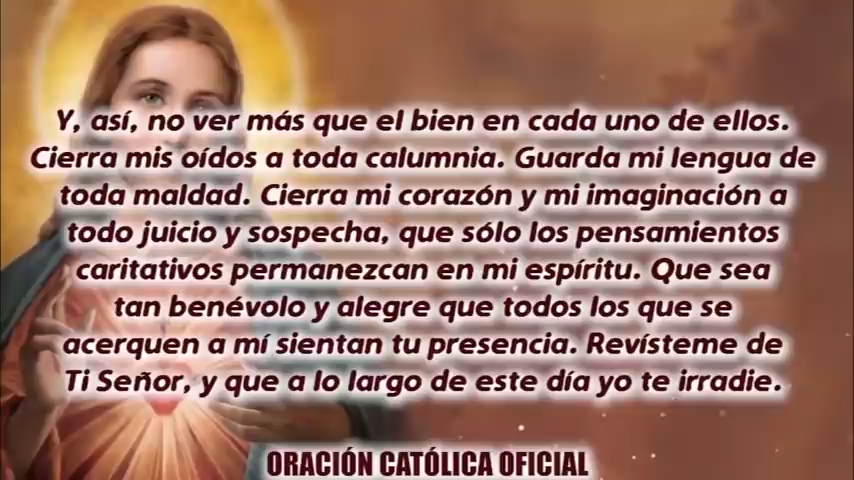 Y, así, no ver más que el bien en cada uno de ellos.
Cierra mis oídos a toda calumnia. Guarda mi lengua de
toda maldad. Cierra mi corazón y mi imaginación a
todo juicio y sospecha, que sólo los pensamientos
caritativos permanezcan en mi espíritu. Que sea
tan benévolo y alegre que todos los que se
acerquen a mí sientan tu presencia. Revísteme de
Ti Señor, y que a lo largo de este día yo te irradie.
ORACIÓN CATÓLICA OFICIAL